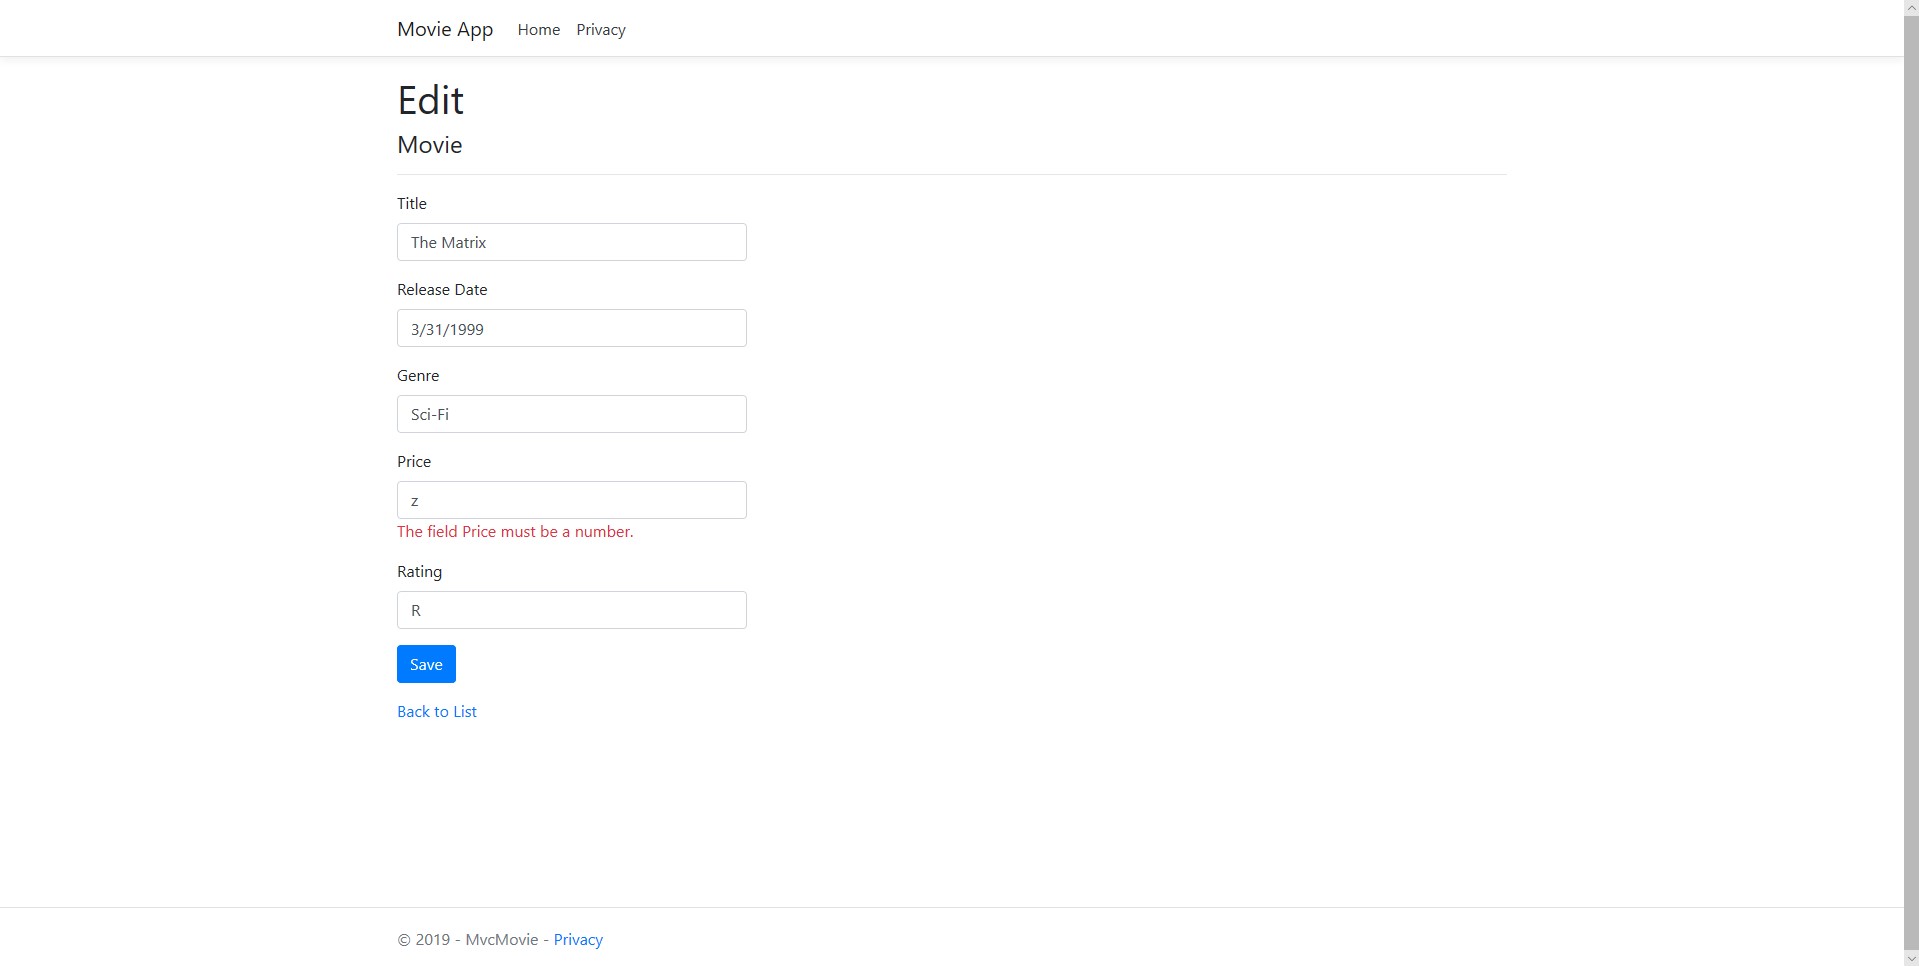 Movie App Home Privacy
Edit
Movie
Title
The Matrix
Release Date
3/31/1999
Genre
Sci-Fi
Price
z
The field Price must be a number.
Rating
R
Save
Back to List
© 2019 - MvcMovie - Privacy